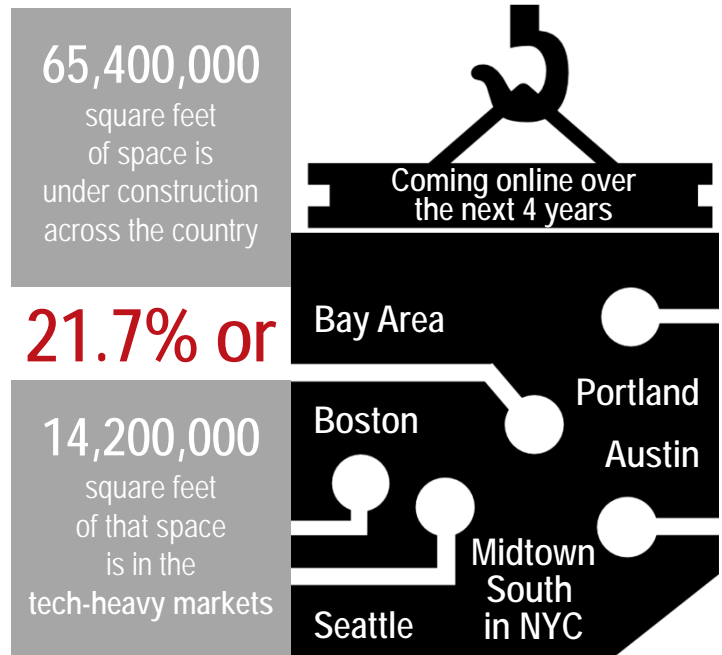 65,400,000
square feet
of space is
under construction
across the country
21.7% or
14,200,000
square feet
of that space
is in the
tech-heavy markets
Coming online over
the next 4 years
Bay Area
Portland
Boston
Austin
Midtown
South
in NYC
Seattle